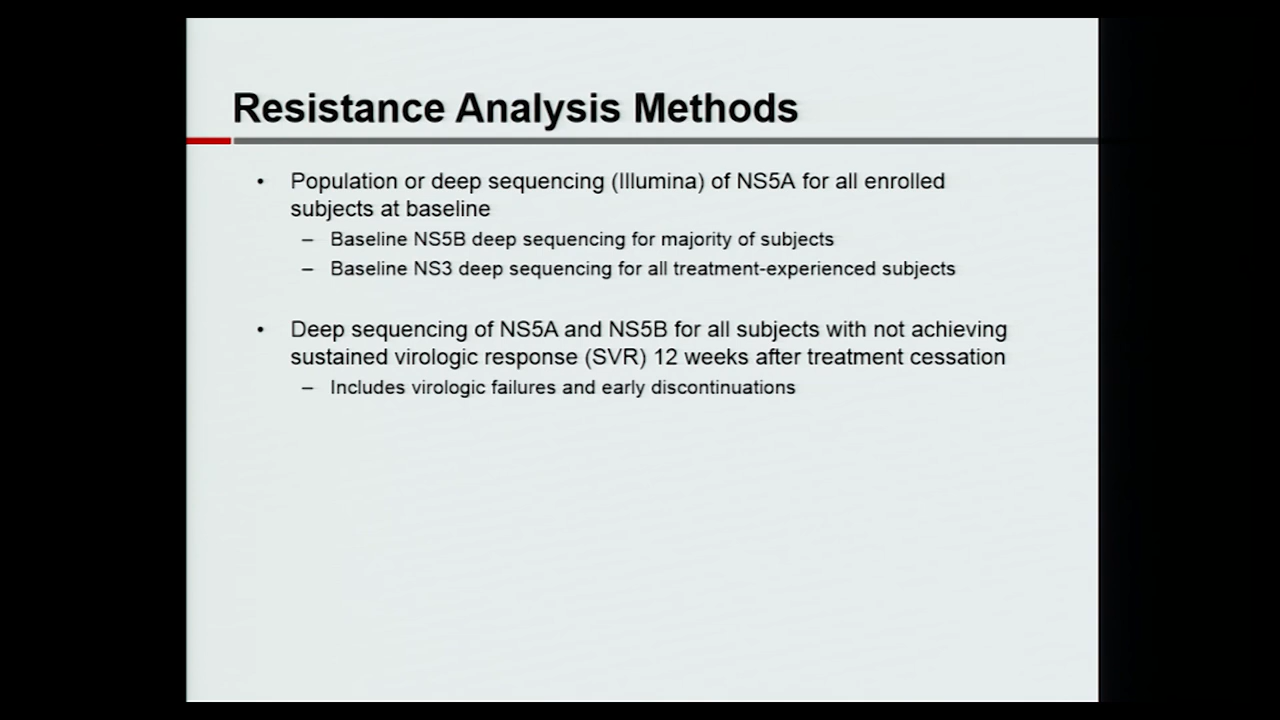 Resistance Analysis Methods
• Population or deep sequencing (Illumina) of NS5A for all enrolled
subjects at baseline
– Baseline NS5B deep sequencing for majority of subjects
– Baseline NS3 deep sequencing for all treatment-experienced subjects
• Deep sequencing of NS5A and NS5B for all subjects with not achieving
sustained virologic response (SVR) 12 weeks after treatment cessation
– Includes virologic failures and early discontinuations